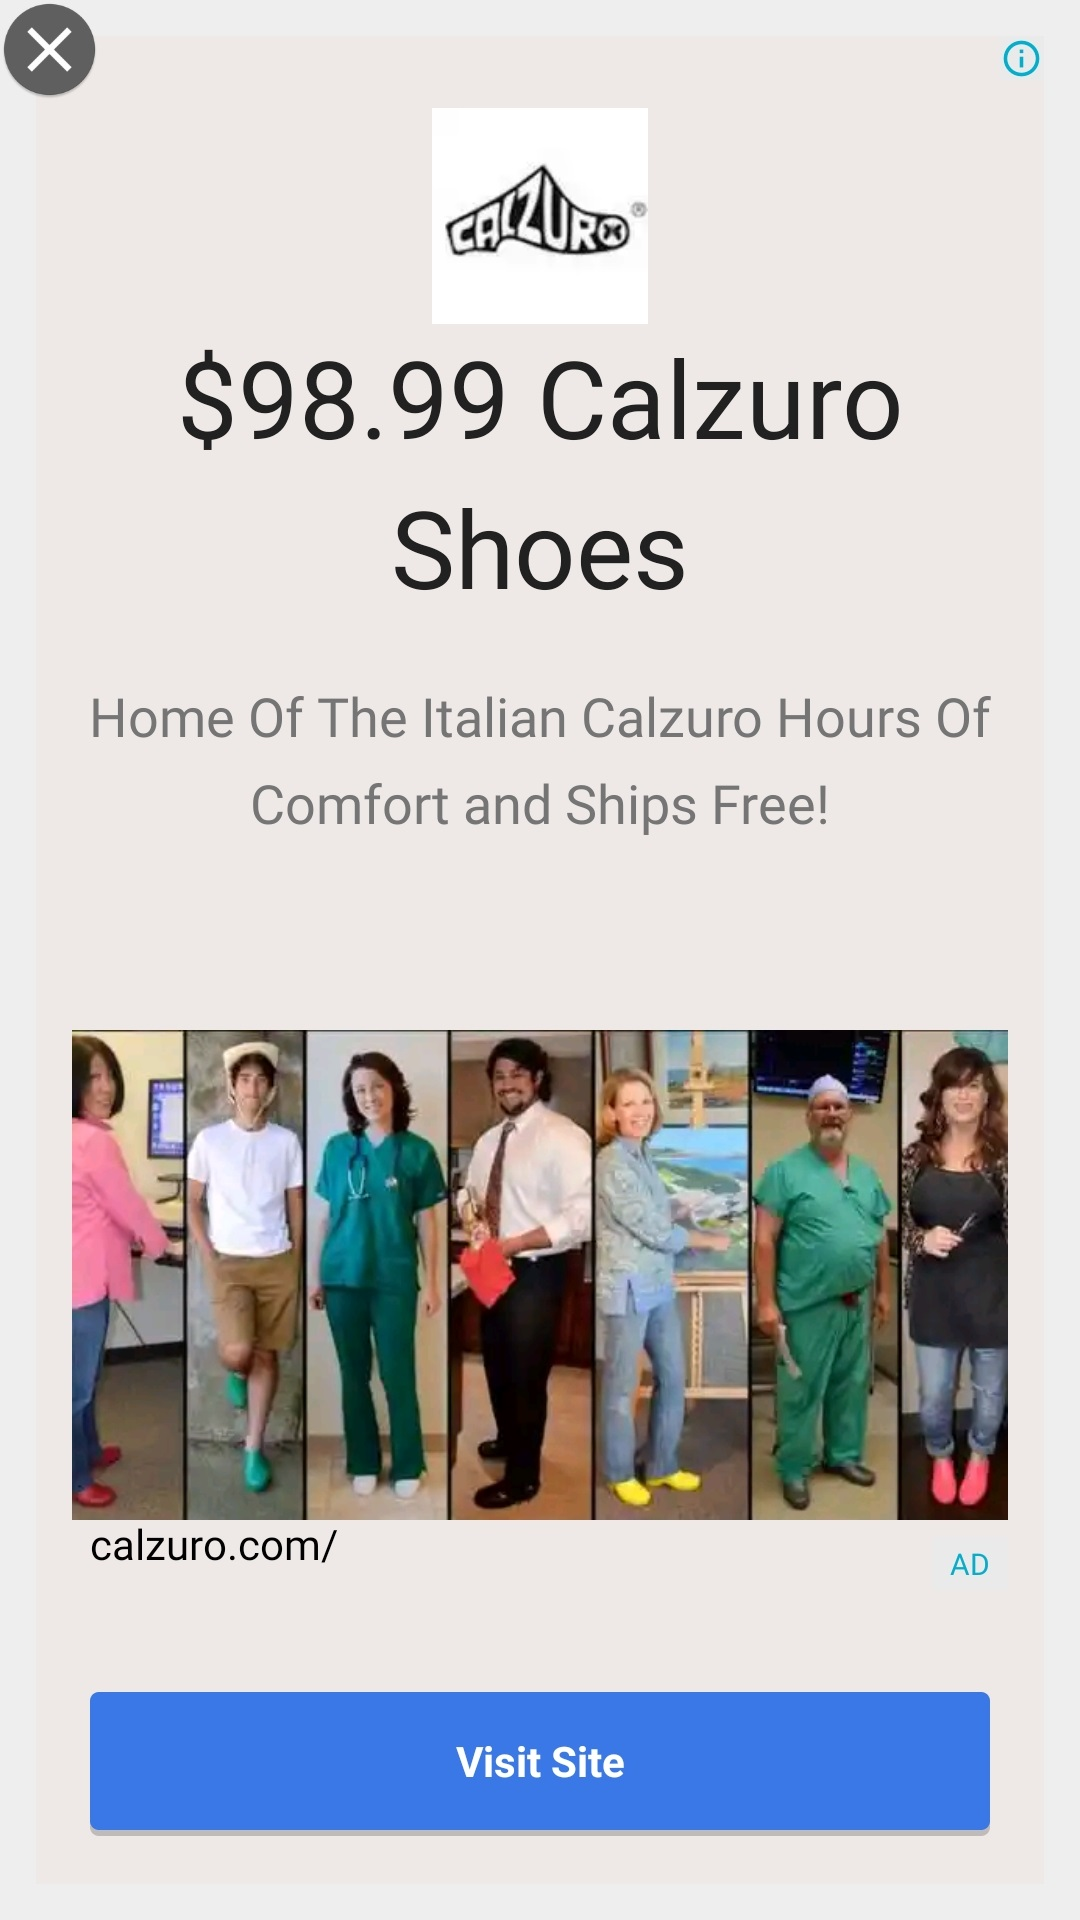 CALZURO®
$98.99 Calzuro
Shoes
Home Of The Italian Calzuro Hours Of
Comfort and Ships Free!
calzuro.com/
AD
Visit Site